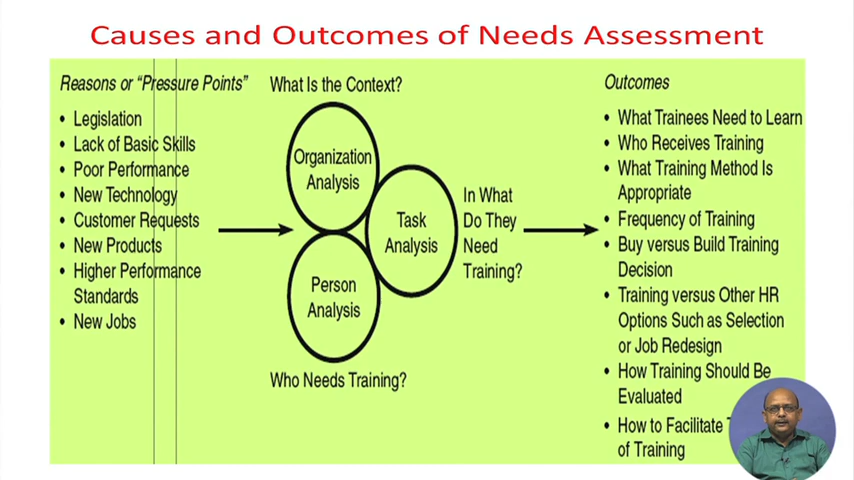 Causes and Outcomes of Needs Assessment
Reasons or “Pressure Points”
• Legislation
• Lack of Basic Skills
• Poor Performance
• New Technology
• Customer Requests
• New Products
• Higher Performance
Standards
• New Jobs
What Is the Context?
Organization
Analysis
Task
Analysis
Person
Analysis
In What
Do They
Need
Training?
Who Needs Training?
Outcomes
• What Trainees Need to Learn
• Who Receives Training
• What Training Method Is
Appropriate
• Frequency of Training
• Buy versus Build Training
Decision
• Training versus Other HR
Options Such as Selection
or Job Redesign
• How Training Should Be
Evaluated
• How to Facilitate
of Training